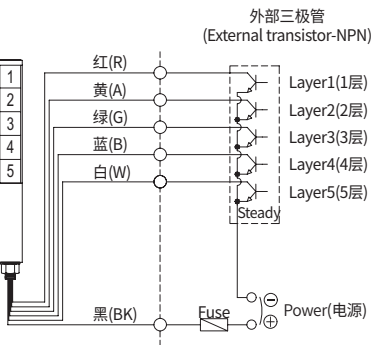 外部三极管
(External transistor-NPN)
红(R)
1
Layer1(1层)
黄(A)
2
Layer2(2层)
绿(G)
3
Layer3(3层)
蓝(B)
4
Layer4(4层)
白(W)
5
Layer5(5层)
Steady
黑(BK)
Fuse
Power(电源)